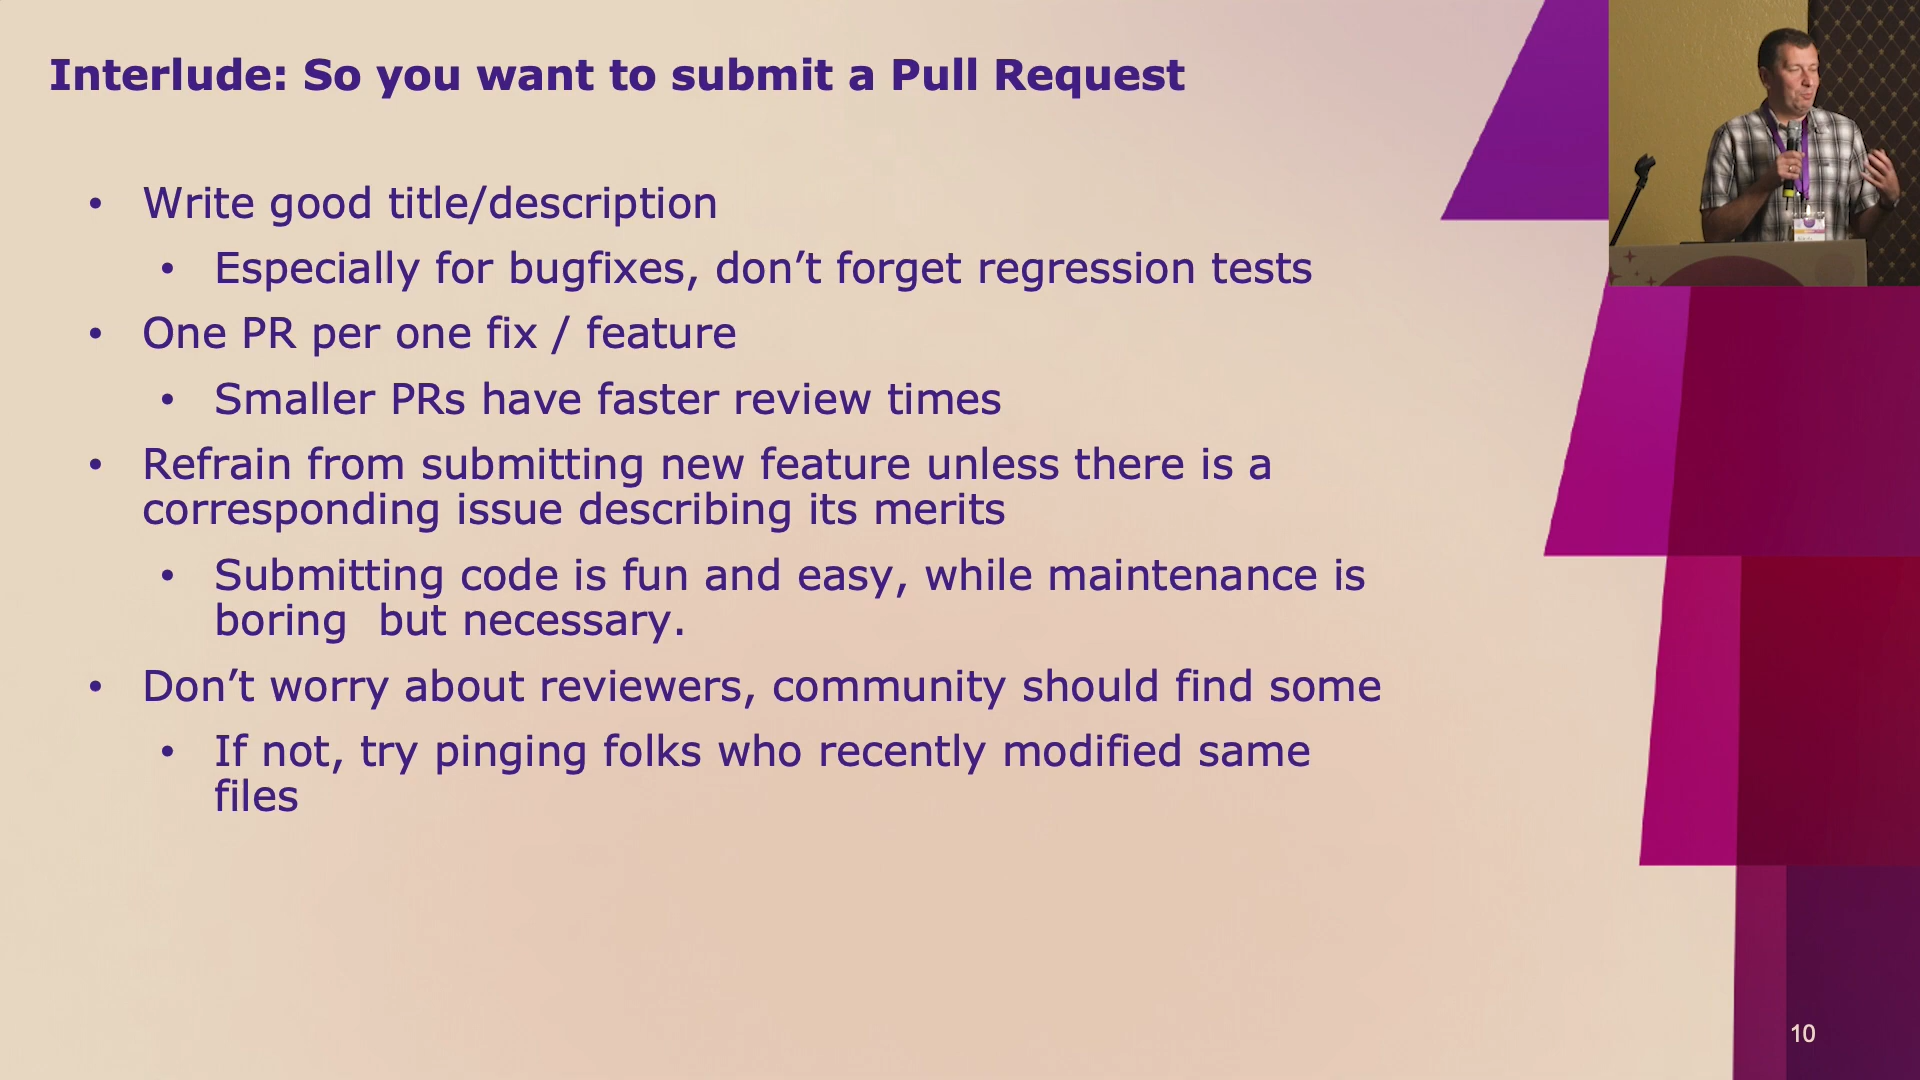 Interlude: So you want to submit a Pull Request
• Write good title/description
• Especially for bugfixes, don’t forget regression tests
• One PR per one fix / feature
• Smaller PRs have faster review times
• Refrain from submitting new feature unless there is a
corresponding issue describing its merits
• Submitting code is fun and easy, while maintenance is
boring  but necessary.
• Don’t worry about reviewers, community should find some
• If not, try pinging folks who recently modified same
files
10